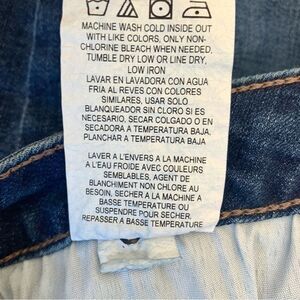 MACHINE WASH COLD INSIDE OUT
WITH LIKE COLORS, ONLY NON-
CHLORINE BLEACH WHEN NEEDED,
TUMBLE DRY LOW OR LINE DRY,
LOW IRON
LAVAR EN LAVADORA CON AGUA
FRIA AL REVES CON COLORES
SIMILARES, USAR SOLO
BLANQUEADOR SIN CLORO SI ES
NECESARIO, SECAR COLGADO O EN
SECADORA A TEMPERATURA BAJA,
PLANCHAR A TEMPERATURA BAJA.
LAVER A L'ENVERS A LA MACHINE
A L'EAU FROIDE AVEC COULEURS
SEMBLABLES, AGENT DE
BLANCHIMENT NON CHLORE AU
BESOIN, SECHER A LA MACHINE A
BASSE TEMPERATURE OU
SUSPENDRE POUR SECHER.
REPASSER A BASSE TEMPERATURE